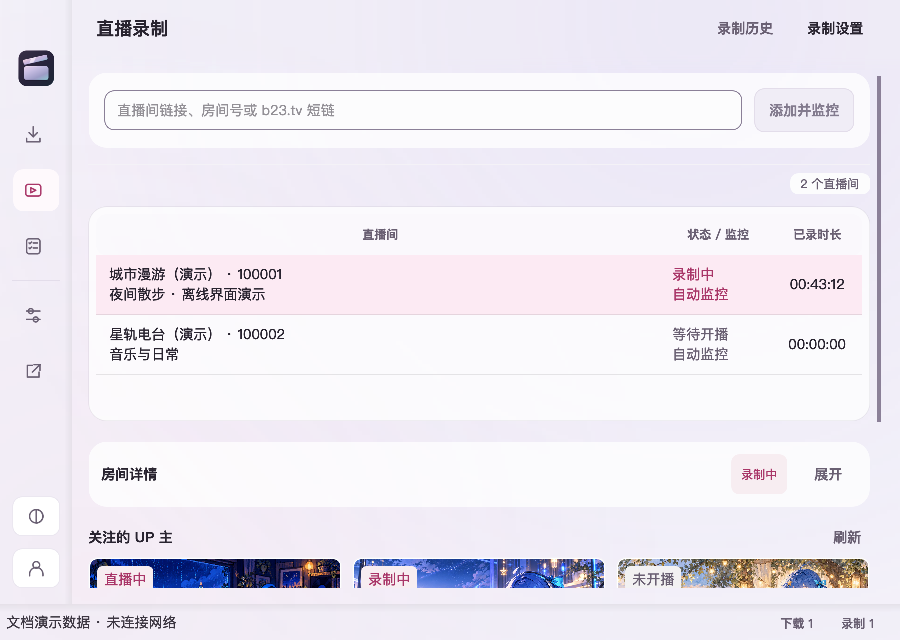 直播录制
录制历史
录制设置
直播间链接、房间号或 b23.tv 短链
添加并监控
2 个直播间
直播间
状态 / 监控
已录时长
城市漫游（演示） · 100001
夜间散步 · 离线界面演示
录制中
自动监控
00:43:12
星轨电台（演示） · 100002
音乐与日常
等待开播
自动监控
00:00:00
房间详情
录制中
展开
关注的 UP 主
刷新
直播中
录制中
未开播
文档演示数据 · 未连接网络
下载 1
录制 1